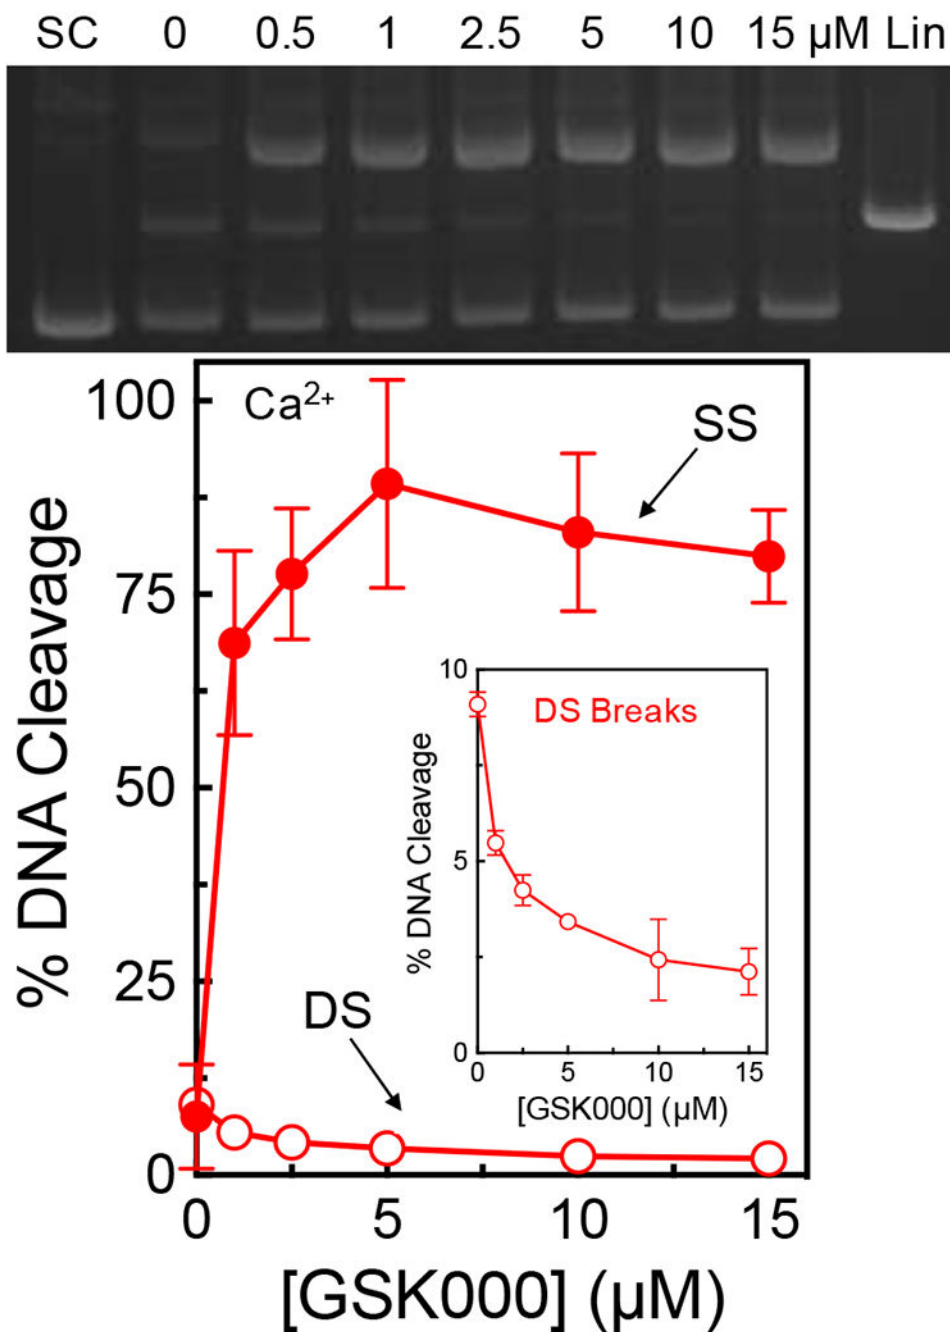 SC 0 0.5 1 2.5 5 10 15 µM Lin
100
Ca²⁺
SS
% DNA Cleavage
75
10
DS Breaks
% DNA Cleavage
50
5
25
DS
0
0 5 10 15
[GSK000] (µM)
0
0 5 10 15
[GSK000] (µM)